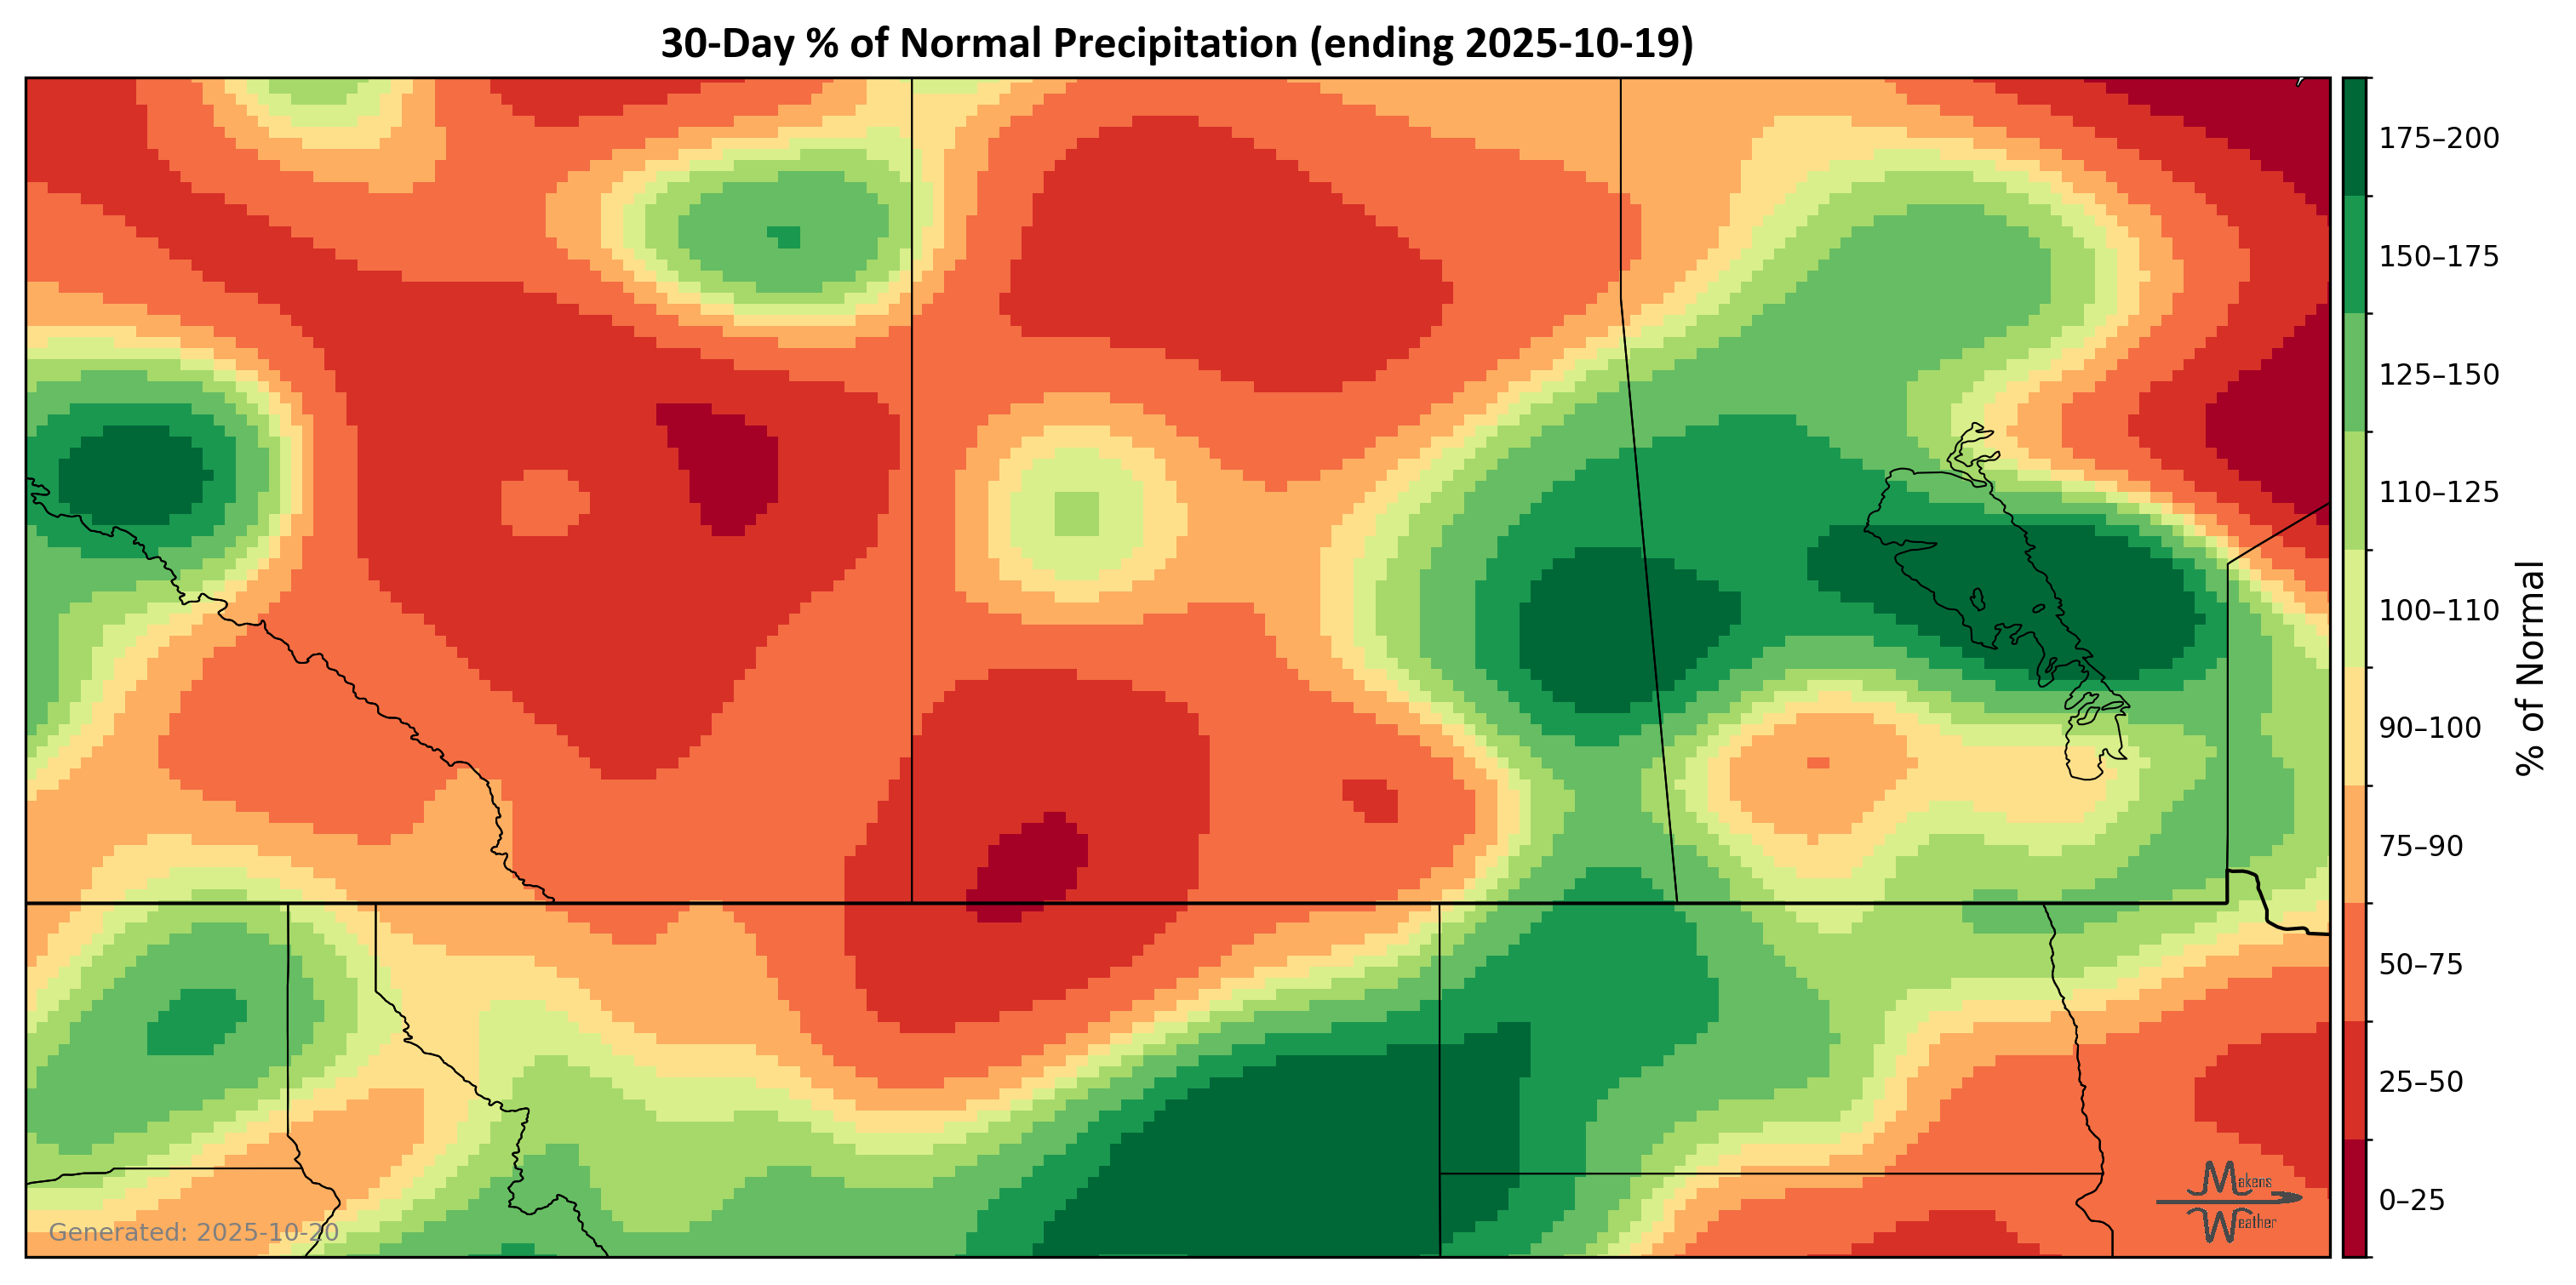 30-Day % of Normal Precipitation (ending 2025-10-19)
175–200
150–175
125–150
110–125
100–110
90–100
75–90
50–75
25–50
0–25
% of Normal
Generated: 2025-10-20
Makens
Weather